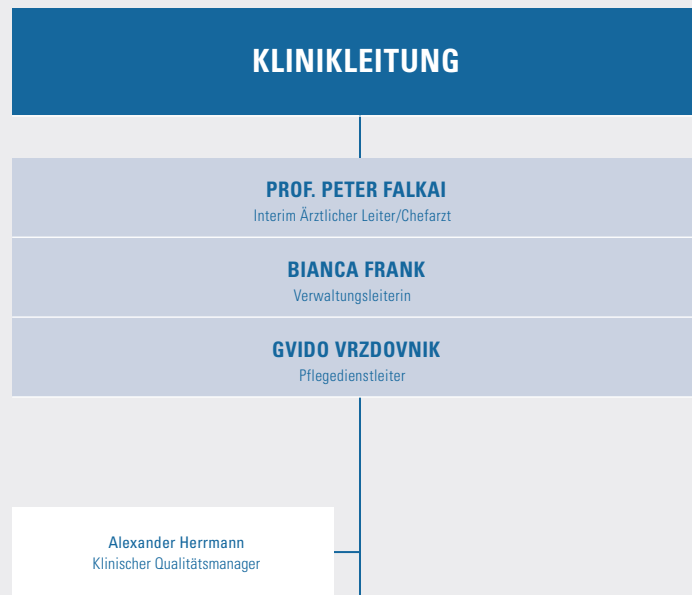 KLINIKLEITUNG
PROF. PETER FALKAI
Interim Ärztlicher Leiter/Chefarzt
BIANCA FRANK
Verwaltungsleiterin
GVIDO VRZDOVNIK
Pflegedienstleiter
Alexander Herrmann
Klinischer Qualitätsmanager